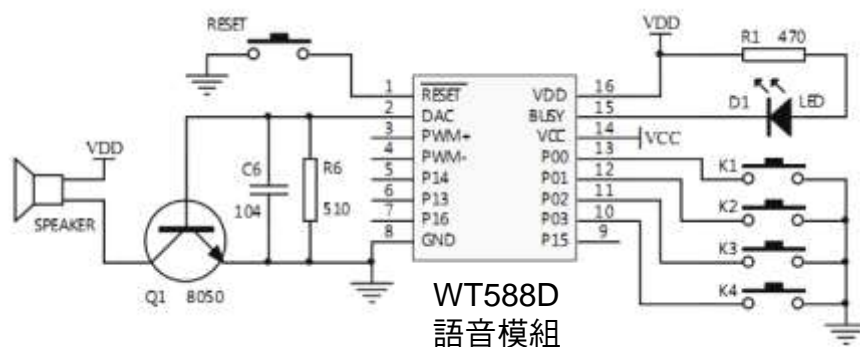 RESET
VDD
R1 470
1 RESET VDD 16
2 DAC BUSY 15
3 PWM+ VCC 14
4 PWM- P00 13
5 P14 P01 12
6 P13 P02 11
7 P16 P03 10
8 GND P15 9
D1 LED
VCC
K1
K2
K3
K4
VDD
SPEAKER
C6
104
R6
510
Q1 8050
WT588D
語音模組